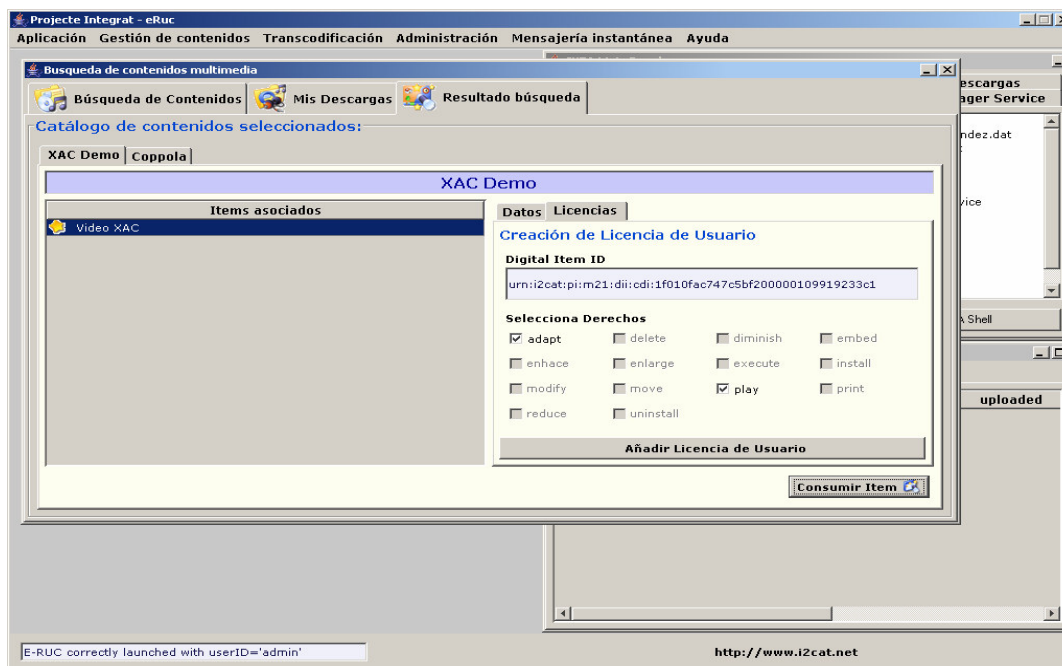 Projecte Integrat - eRuc
Aplicación Gestión de contenidos Transcodificación Administración Mensajería instantánea Ayuda
Busqueda de contenidos multimedia
Búsqueda de Contenidos Mis Descargas Resultado búsqueda
escargas
ager Service
Catálogo de contenidos seleccionados:
ndez.dat
XAC Demo Coppola
XAC Demo
vice
Items asociados
Datos Licencias
Video XAC
Creación de Licencia de Usuario
Digital Item ID
urn:i2cat:pi:m21:dii:cdi:1f010fac747c5bf200000109919233c1
Selecciona Derechos
A Shell
adapt delete diminish embed
enhace enlarge execute install
modify move play print
uploaded
reduce uninstall
Añadir Licencia de Usuario
Consumir Item
E-RUC correctly launched with userID='admin'
http://www.i2cat.net